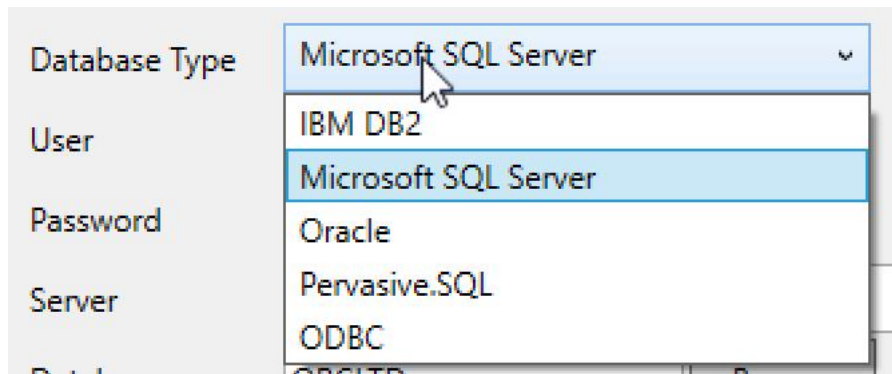 Database Type
Microsoft SQL Server
IBM DB2
User
Microsoft SQL Server
Password
Oracle
Pervasive.SQL
Server
ODBC